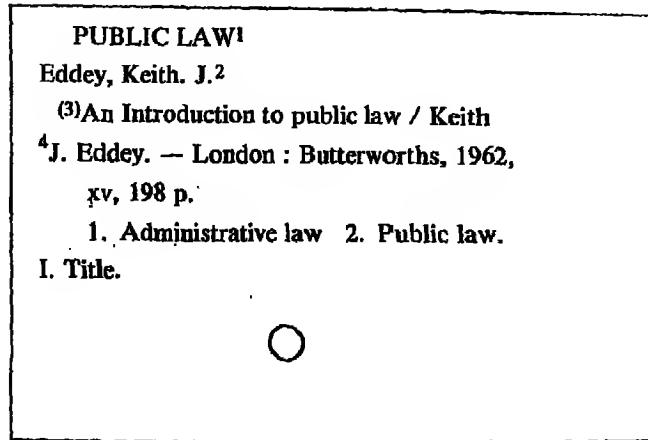 PUBLIC LAW1
Eddey, Keith. J.2
(3)An Introduction to public law / Keith
4J. Eddey. — London : Butterworths, 1962,
xv, 198 p.
1. Administrative law 2. Public law.
I. Title.